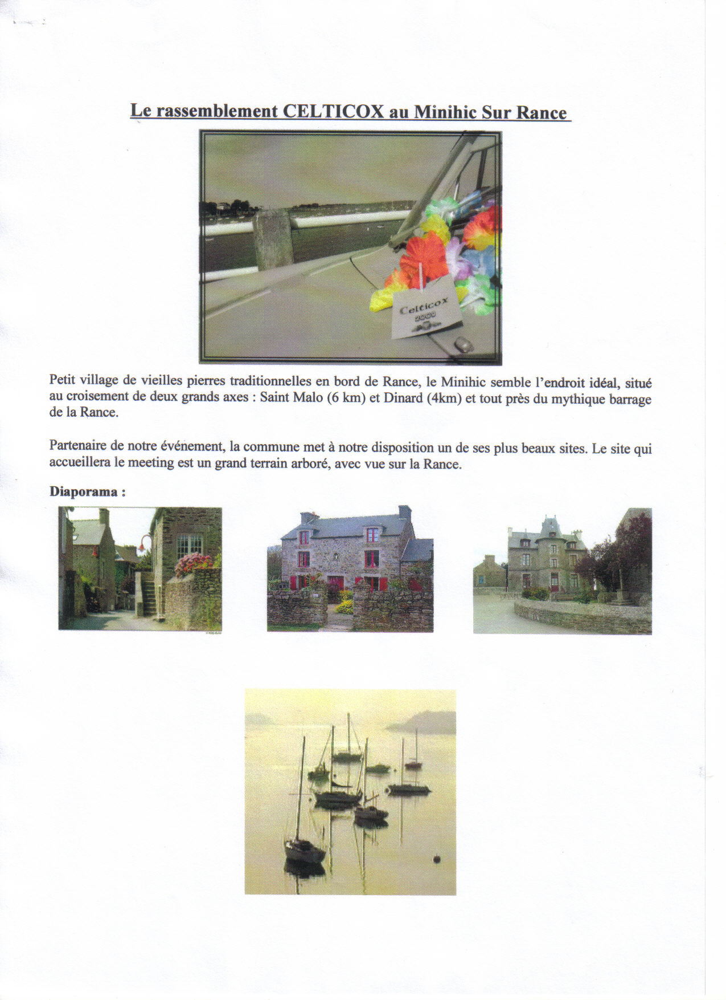 Le rassemblement CELTICOX au Minihic Sur Rance
Celticox
2009
Petit village de vieilles pierres traditionnelles en bord de Rance, le Minihic semble l’endroit idéal, situé
au croisement de deux grands axes : Saint Malo (6 km) et Dinard (4km) et tout près du mythique barrage
de la Rance.
Partenaire de notre événement, la commune met à notre disposition un de ses plus beaux sites. Le site qui
accueillera le meeting est un grand terrain arboré, avec vue sur la Rance.
Diaporama :